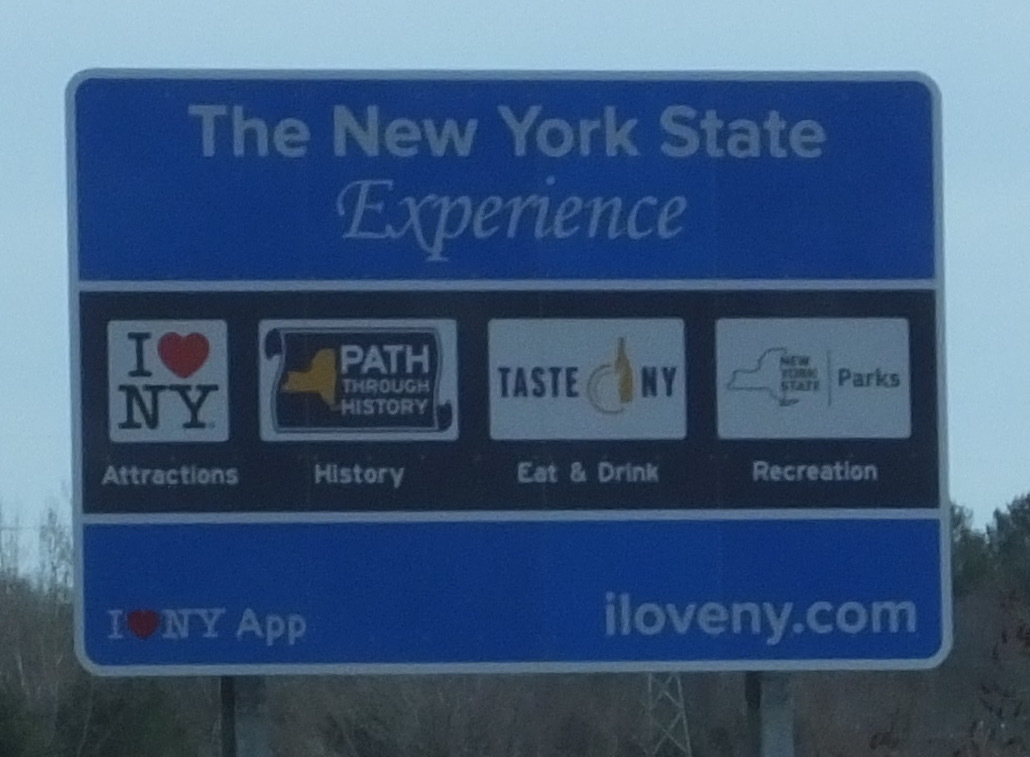 The New York State
Experience
I ❤ NY
PATH
THROUGH
HISTORY
TASTE NY
NEW
YORK
STATE
Parks
Attractions
History
Eat & Drink
Recreation
I ❤ NY App
iloveny.com